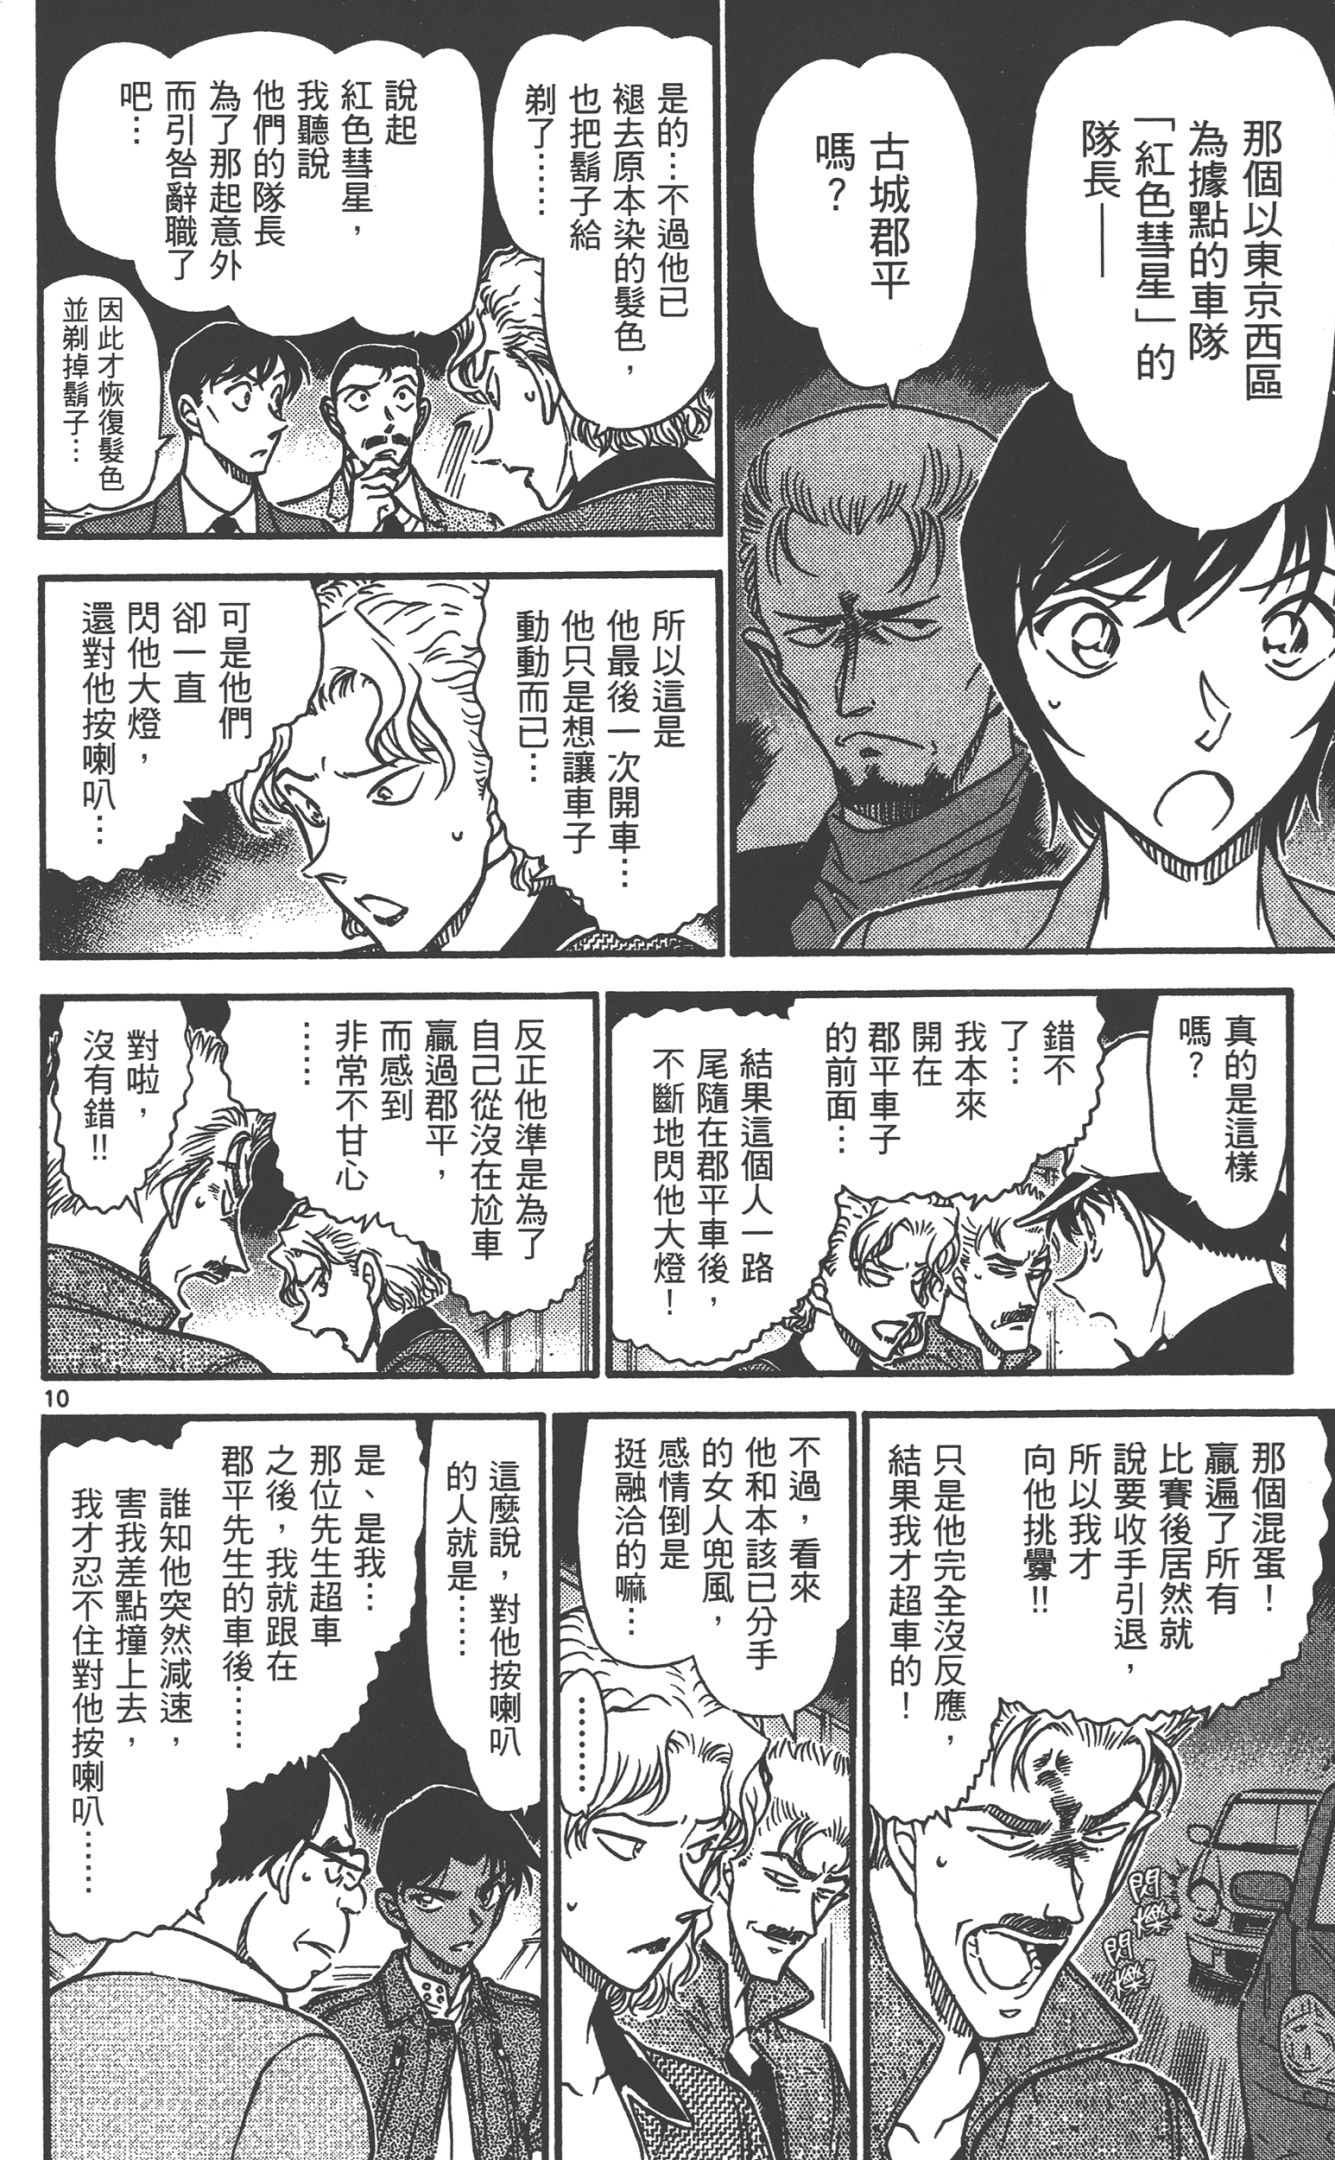 那個以東京西區
為據點的車隊
「紅色彗星」的
隊長——
古城郡平
嗎？
是的…不過他已
褪去原本染的髮色，
也把鬍子給
剃了……
說起
紅色彗星，
我聽說
他們的隊長
為了那起意外
而引咎辭職了
吧…
因此才恢復髮色
並剃掉鬍子…
所以這是
他最後一次開車…
他只是想讓車子
動動而已…
可是他們
卻一直
閃他大燈，
還對他按喇叭…
真的是這樣
嗎？
錯不
了…
我本來
開在
郡平車子
的前面…
結果這個人一路
尾隨在郡平車後，
不斷地閃他大燈！
反正他準是為了
自己從沒在尬車
贏過郡平，
而感到
非常不甘心
……
對啦，
沒有錯!!
那個混蛋！
贏遍了所有
比賽後居然就
說要收手引退，
所以我才
向他挑釁!!
只是他完全沒反應，
結果我才超車的！
閃爍
閃爍
不過，看來
他和本該已分手
的女人兜風，
感情倒是
挺融洽的嘛…
………
這麼說，對他按喇叭
的人就是……
是、是我…
那位先生超車
之後，我就跟在
郡平先生的車後……
誰知他突然減速，
害我差點撞上去，
我才忍不住對他按喇叭……
10